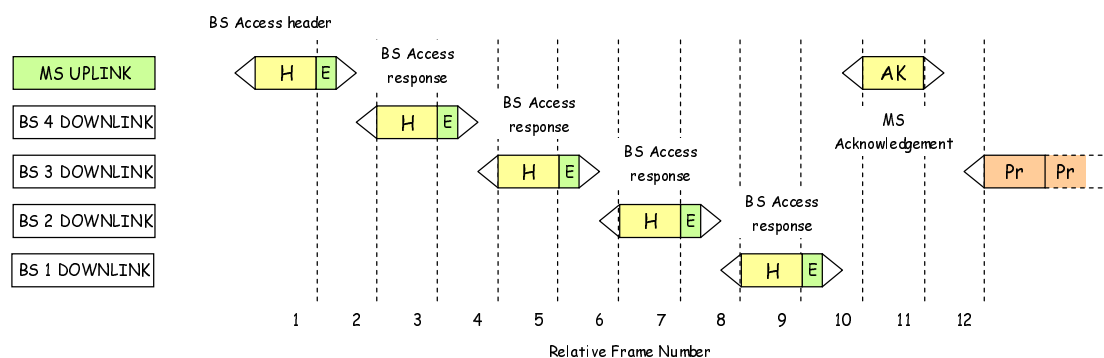 BS Access header
MS UPLINK
H E
BS Access
response
AK
BS 4 DOWNLINK
H E
BS Access
response
MS
Acknowledgement
BS 3 DOWNLINK
H E
BS Access
response
Pr Pr
BS 2 DOWNLINK
H E
BS Access
response
BS 1 DOWNLINK
H E
1 2 3 4 5 6 7 8 9 10 11 12
Relative Frame Number